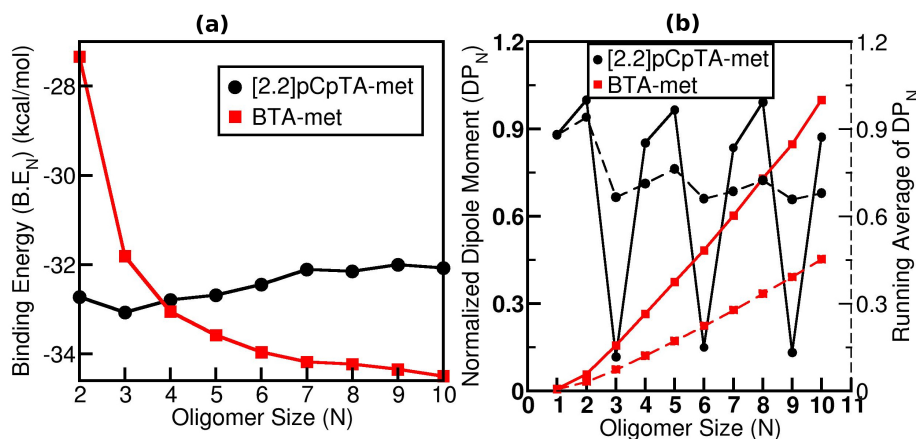 (a)
Binding Energy (B.E_N) (kcal/mol)
-28
-30
-32
-34
[2.2]pCpTA-met
BTA-met
2 3 4 5 6 7 8 9 10
Oligomer Size (N)
(b)
Normalized Dipole Moment (DP_N)
1.2
0.9
0.6
0.3
0
[2.2]pCpTA-met
BTA-met
1.2
0.9
0.6
0.3
0
Running Average of DP_N
0 1 2 3 4 5 6 7 8 9 10 11
Oligomer Size (N)